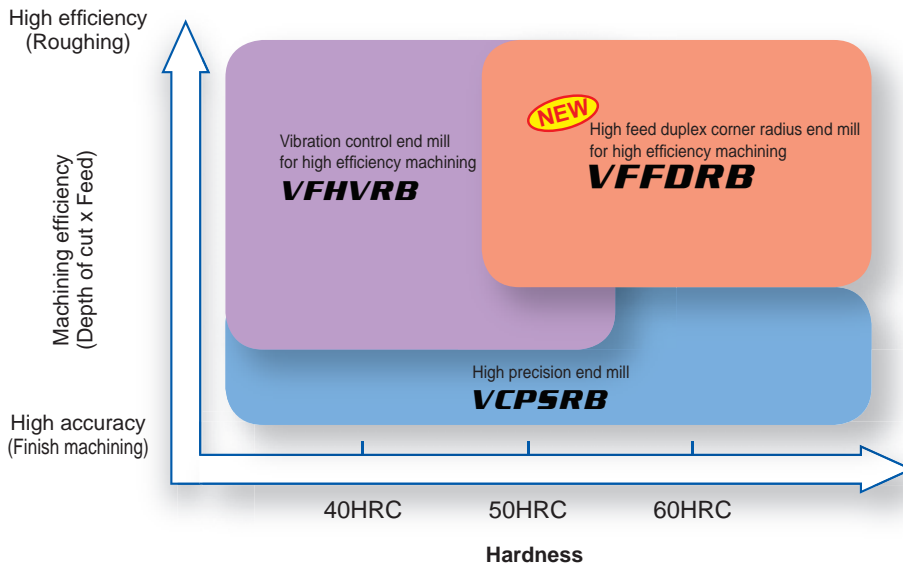 High efficiency
(Roughing)
NEW
Vibration control end mill
for high efficiency machining
VFHVRB
High feed duplex corner radius end mill
for high efficiency machining
VFFDRB
Machining efficiency
(Depth of cut x Feed)
High precision end mill
VCPSRB
High accuracy
(Finish machining)
40HRC
50HRC
60HRC
Hardness